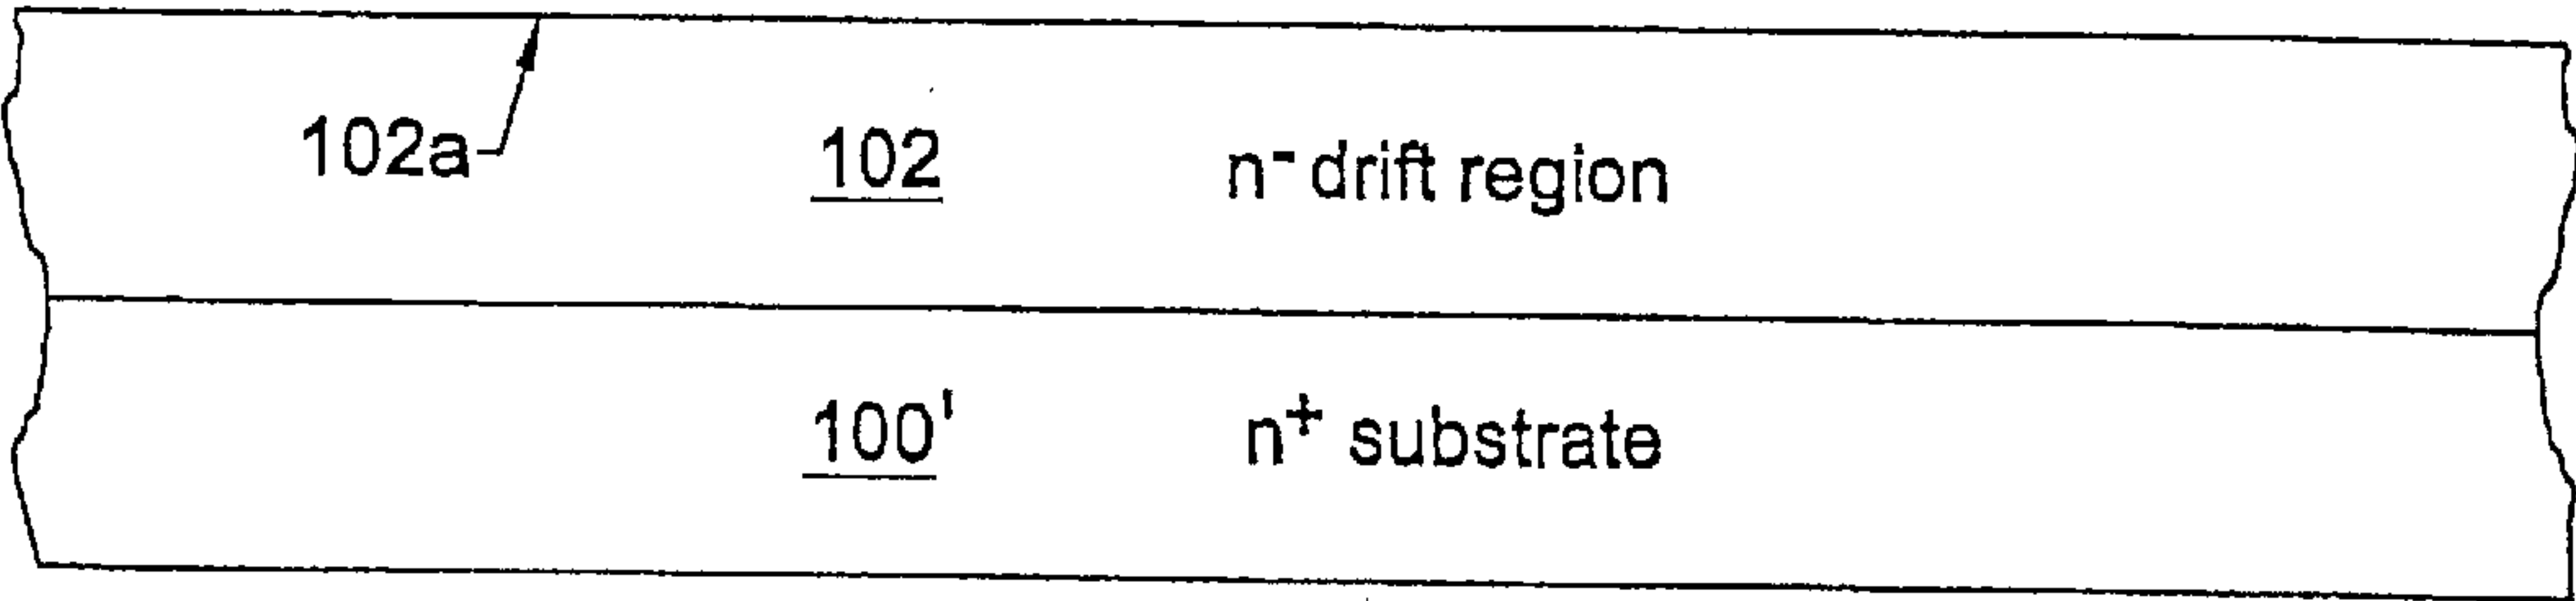 102a 102 n⁻ drift region
100' n⁺ substrate